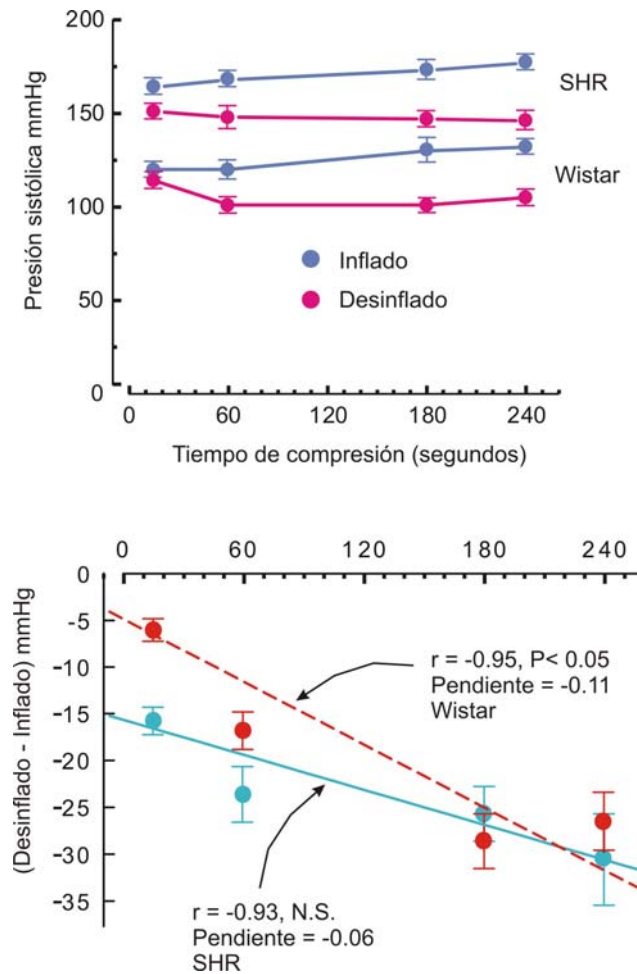 200
150
100
50
0
Presión sistólica mmHg
SHR
Wistar
Inflado
Desinflado
0 60 120 180 240
Tiempo de compresión (segundos)
0 60 120 180 240
0
-5
-10
-15
-20
-25
-30
-35
(Desinflado - Inflado) mmHg
r = -0.95, P< 0.05
Pendiente = -0.11
Wistar
r = -0.93, N.S.
Pendiente = -0.06
SHR